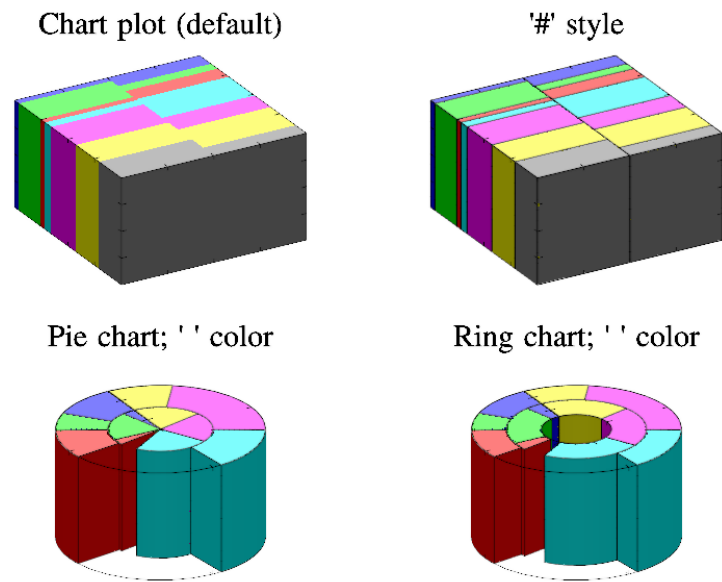 Chart plot (default)
'#' style
Pie chart; ' ' color
Ring chart; ' ' color